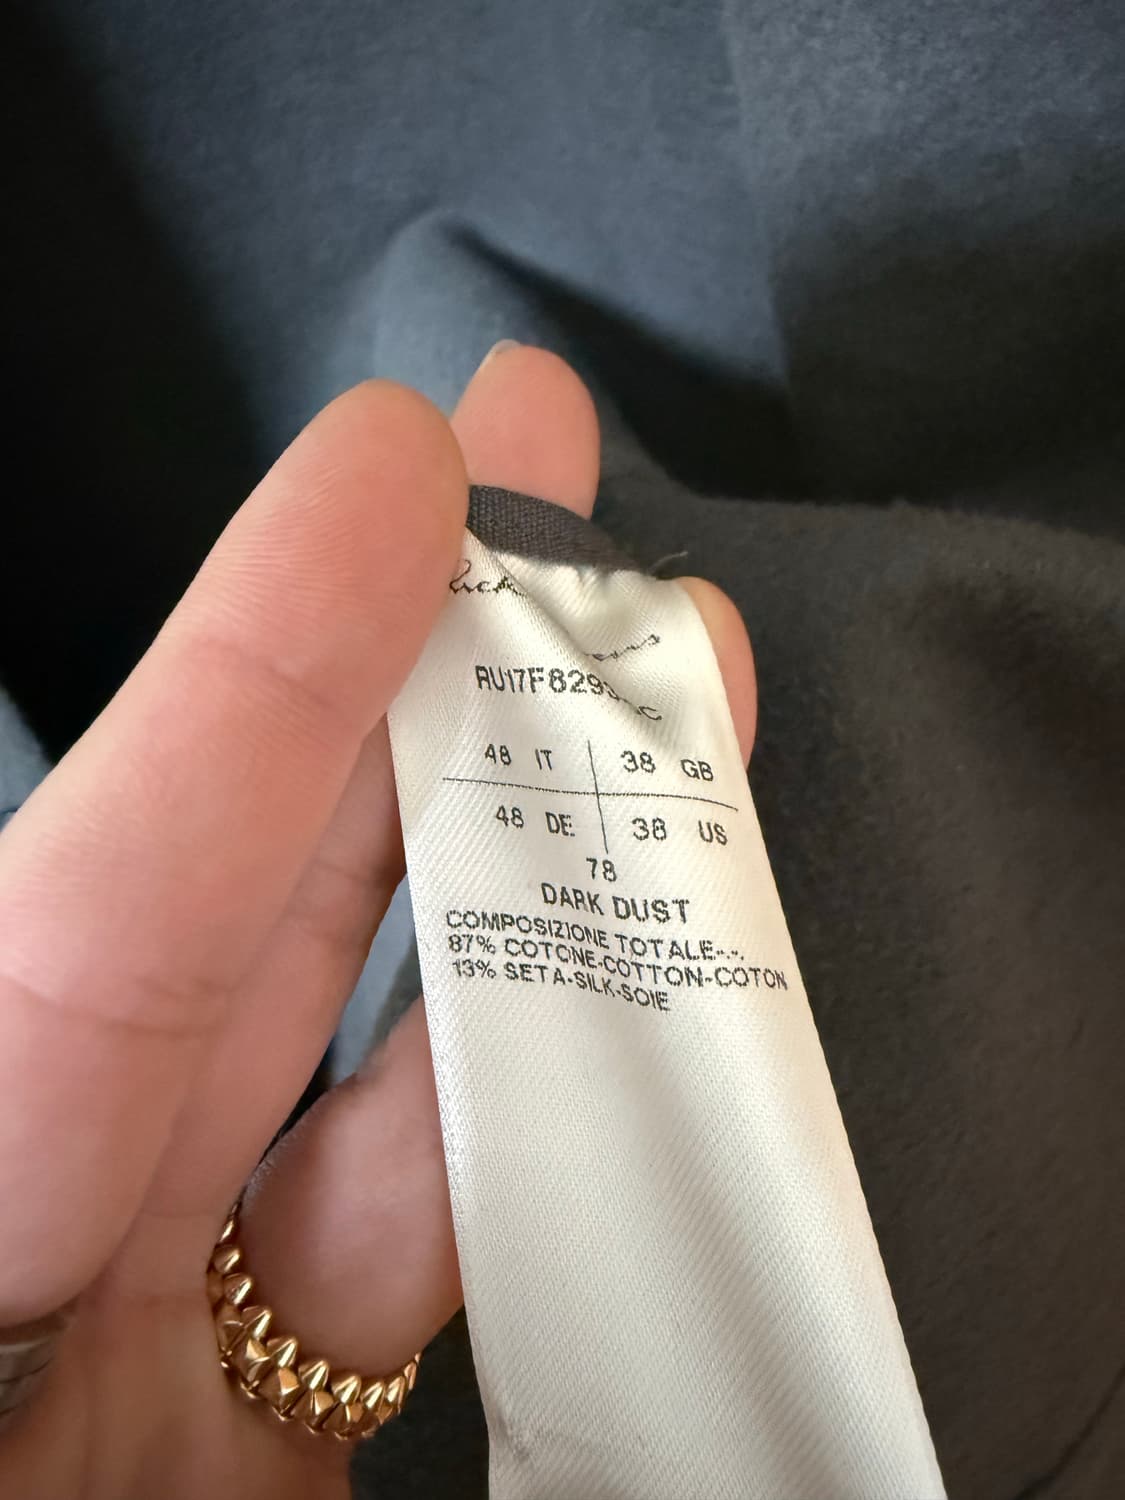 48 IT 38 GB
48 DE 38 US
78
DARK DUST
COMPOSIZIONE TOTALE--.
87% COTONE-COTTON-COTON
13% SETA-SILK-SOIE